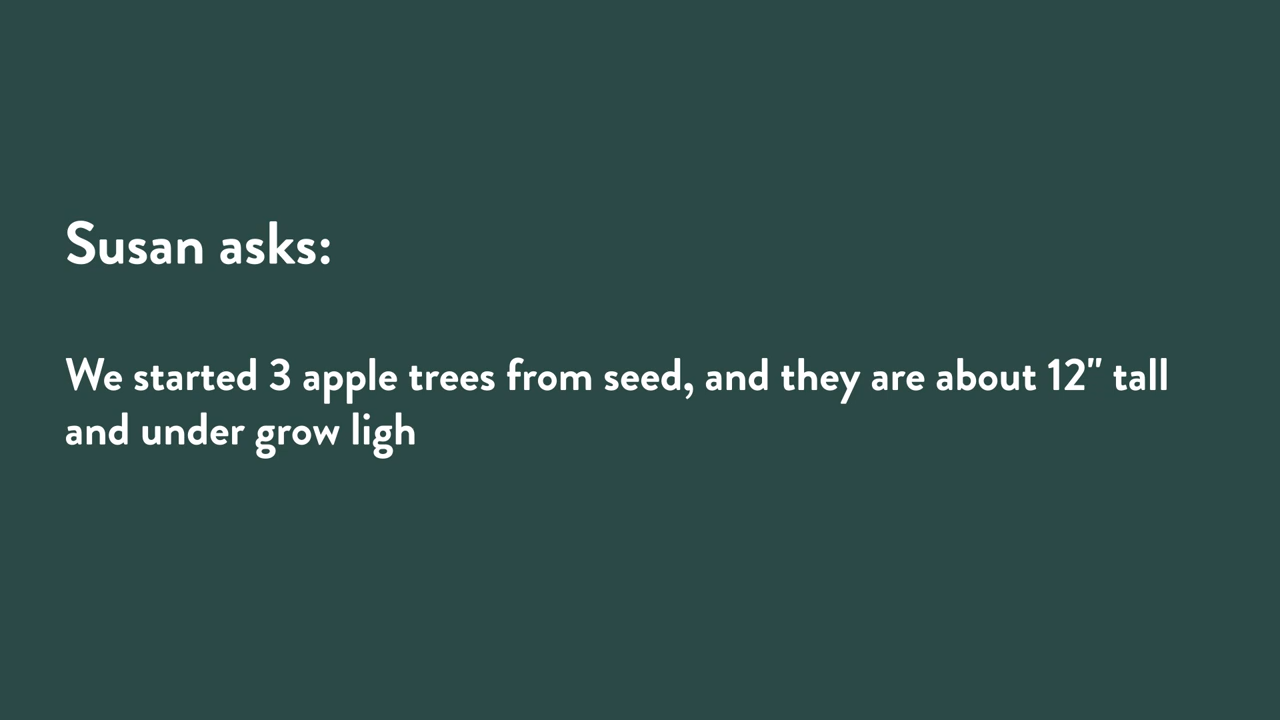 Susan asks:
We started 3 apple trees from seed, and they are about 12" tall
and under grow ligh